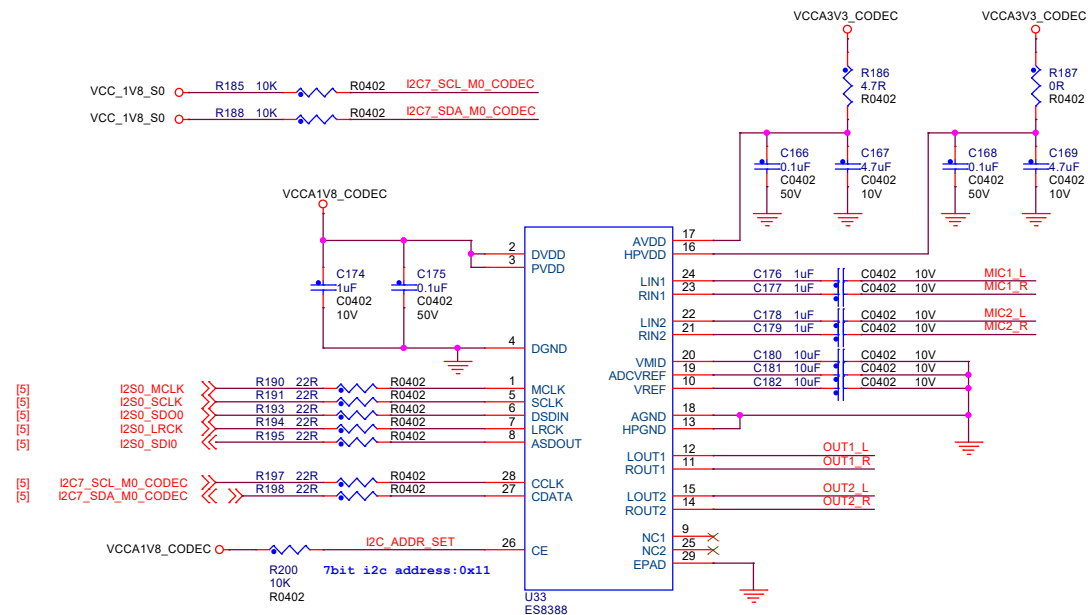 VCCA3V3_CODEC VCCA3V3_CODEC
R186
4.7R
R0402
R187
0R
R0402
VCC_1V8_S0 R185 10K R0402 I2C7_SCL_M0_CODEC
VCC_1V8_S0 R188 10K R0402 I2C7_SDA_M0_CODEC
C166
0.1uF
C0402
50V
C167
4.7uF
C0402
10V
C168
0.1uF
C0402
50V
C169
4.7uF
C0402
10V
VCCA1V8_CODEC
C174
1uF
C0402
10V
C175
0.1uF
C0402
50V
2 DVDD
3 PVDD
4 DGND
AVDD 17
HPVDD 16
LIN1 24 C176 1uF C0402 10V MIC1_L
RIN1 23 C177 1uF C0402 10V MIC1_R
LIN2 22 C178 1uF C0402 10V MIC2_L
RIN2 21 C179 1uF C0402 10V MIC2_R
VMID 20 C180 10uF C0402 10V
ADCVREF 19 C181 10uF C0402 10V
VREF 10 C182 10uF C0402 10V
AGND 18
HPGND 13
LOUT1 12 OUT1_L
ROUT1 11 OUT1_R
LOUT2 15 OUT2_L
ROUT2 14 OUT2_R
NC1 9
NC2 25
EPAD 29
[5] I2S0_MCLK R190 22R R0402 1 MCLK
[5] I2S0_SCLK R191 22R R0402 5 SCLK
[5] I2S0_SDO0 R193 22R R0402 6 DSDIN
[5] I2S0_LRCK R194 22R R0402 7 LRCK
[5] I2S0_SDI0 R195 22R R0402 8 ASDOUT
[5] I2C7_SCL_M0_CODEC R197 22R R0402 28 CCLK
[5] I2C7_SDA_M0_CODEC R198 22R R0402 27 CDATA
VCCA1V8_CODEC I2C_ADDR_SET 26 CE
R200
10K
R0402
7bit i2c address:0x11
U33
ES8388